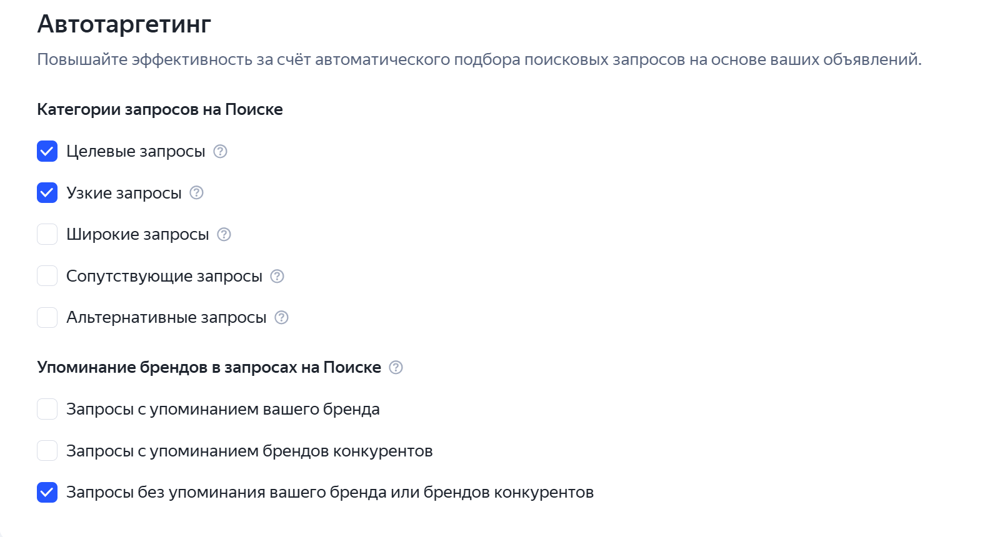 Автотаргетинг
Повышайте эффективность за счёт автоматического подбора поисковых запросов на основе ваших объявлений.
Категории запросов на Поиске
Целевые запросы
Узкие запросы
Широкие запросы
Сопутствующие запросы
Альтернативные запросы
Упоминание брендов в запросах на Поиске
Запросы с упоминанием вашего бренда
Запросы с упоминанием брендов конкурентов
Запросы без упоминания вашего бренда или брендов конкурентов